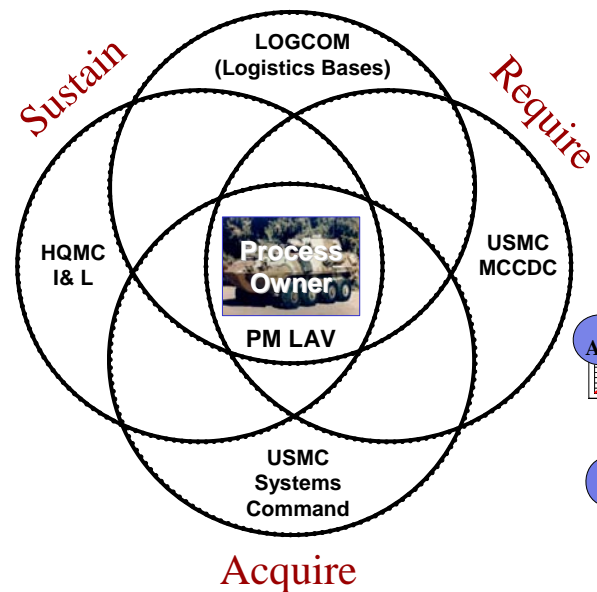 LOGCOM
(Logistics Bases)
Sustain
Require
HQMC
I& L
Process
Owner
PM LAV
USMC
MCCDC
A
USMC
Systems
Command
Acquire